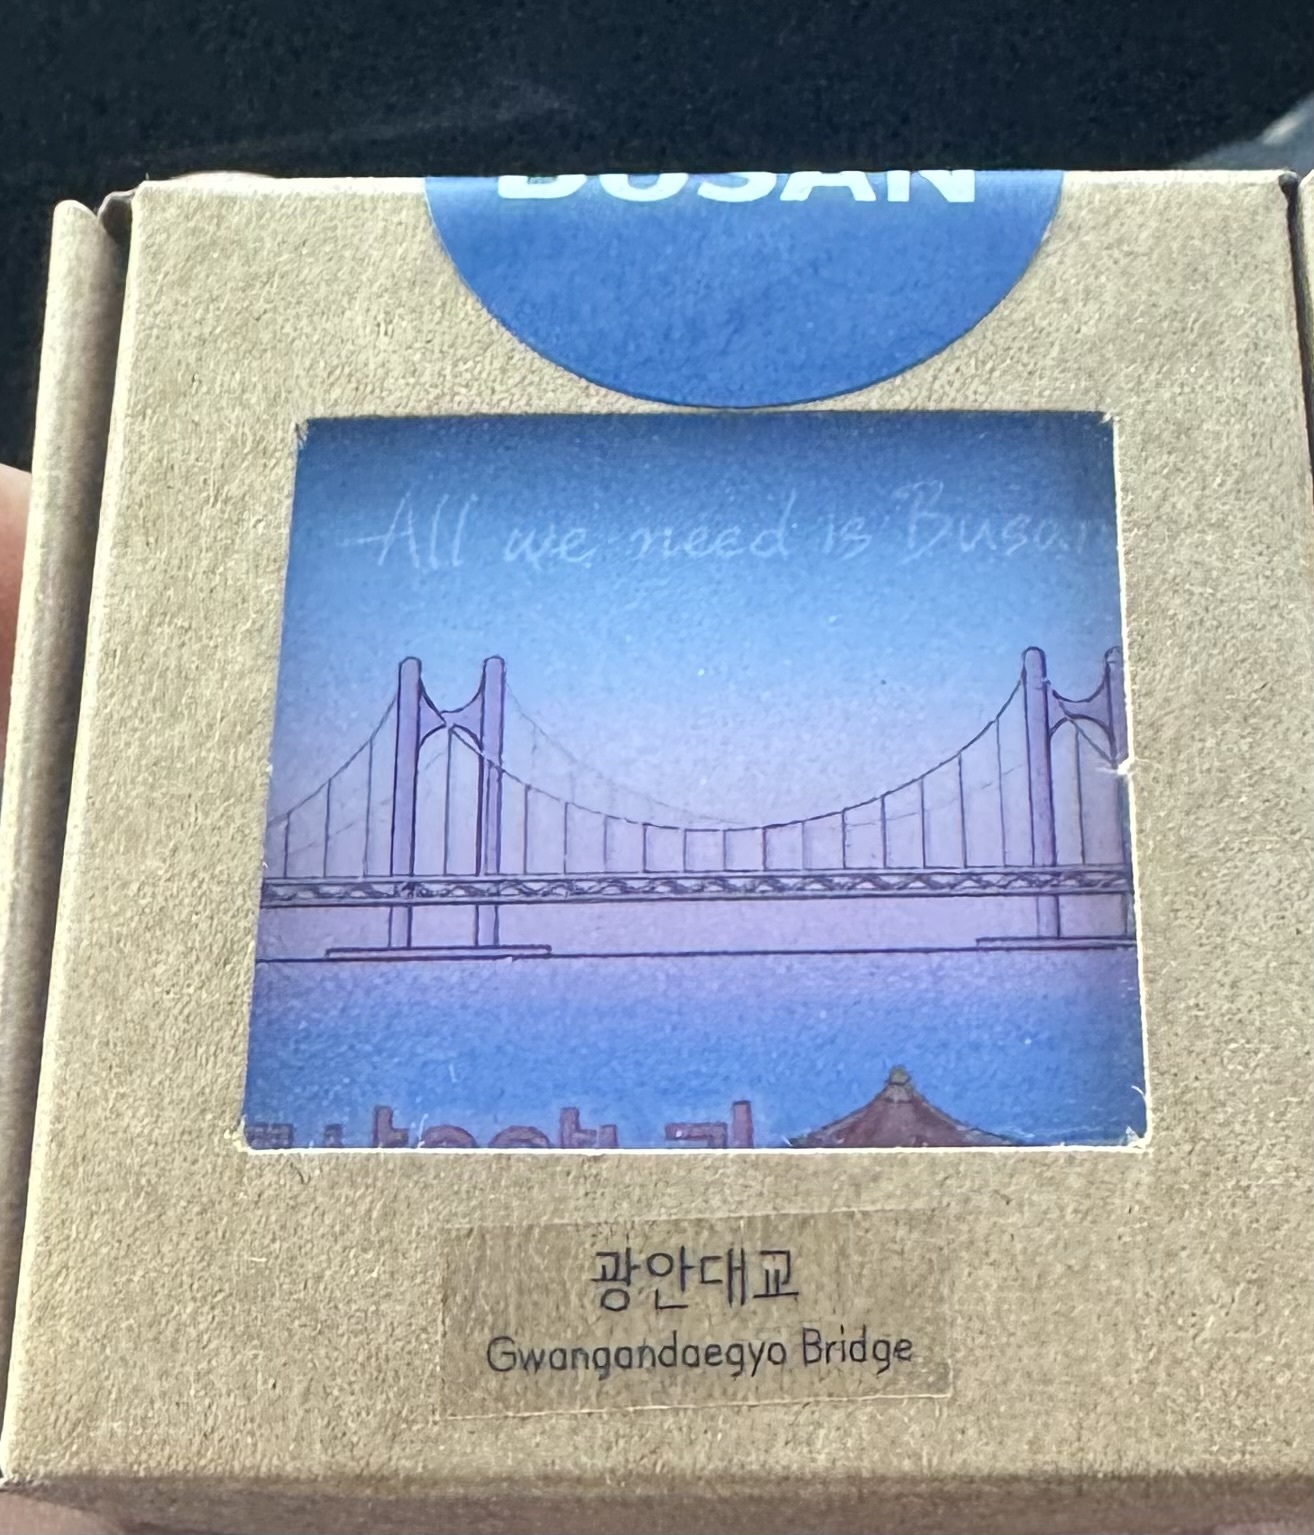 BUSAN
All we need is Busan
광안대교
Gwangandaegyo Bridge